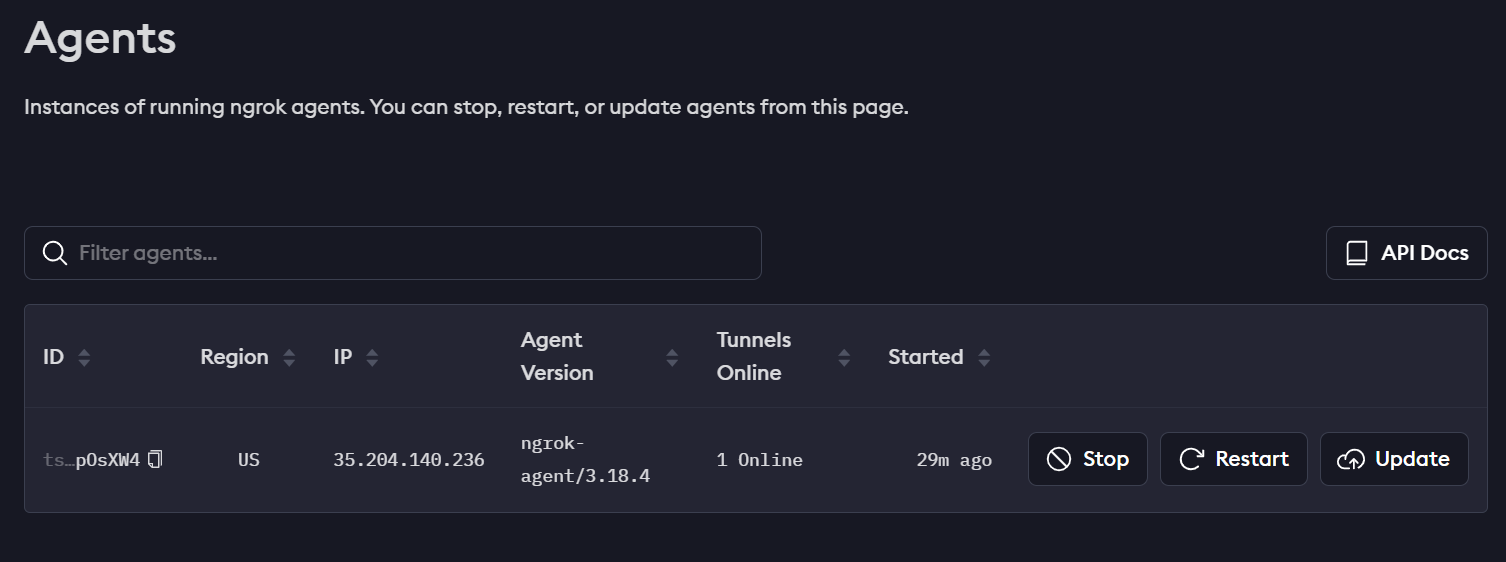 Agents
Instances of running ngrok agents. You can stop, restart, or update agents from this page.
Filter agents...
API Docs
ID Region IP Agent Version Tunnels Online Started
ts…pOsXW4 US 35.204.140.236 ngrok-agent/3.18.4 1 Online 29m ago Stop Restart Update